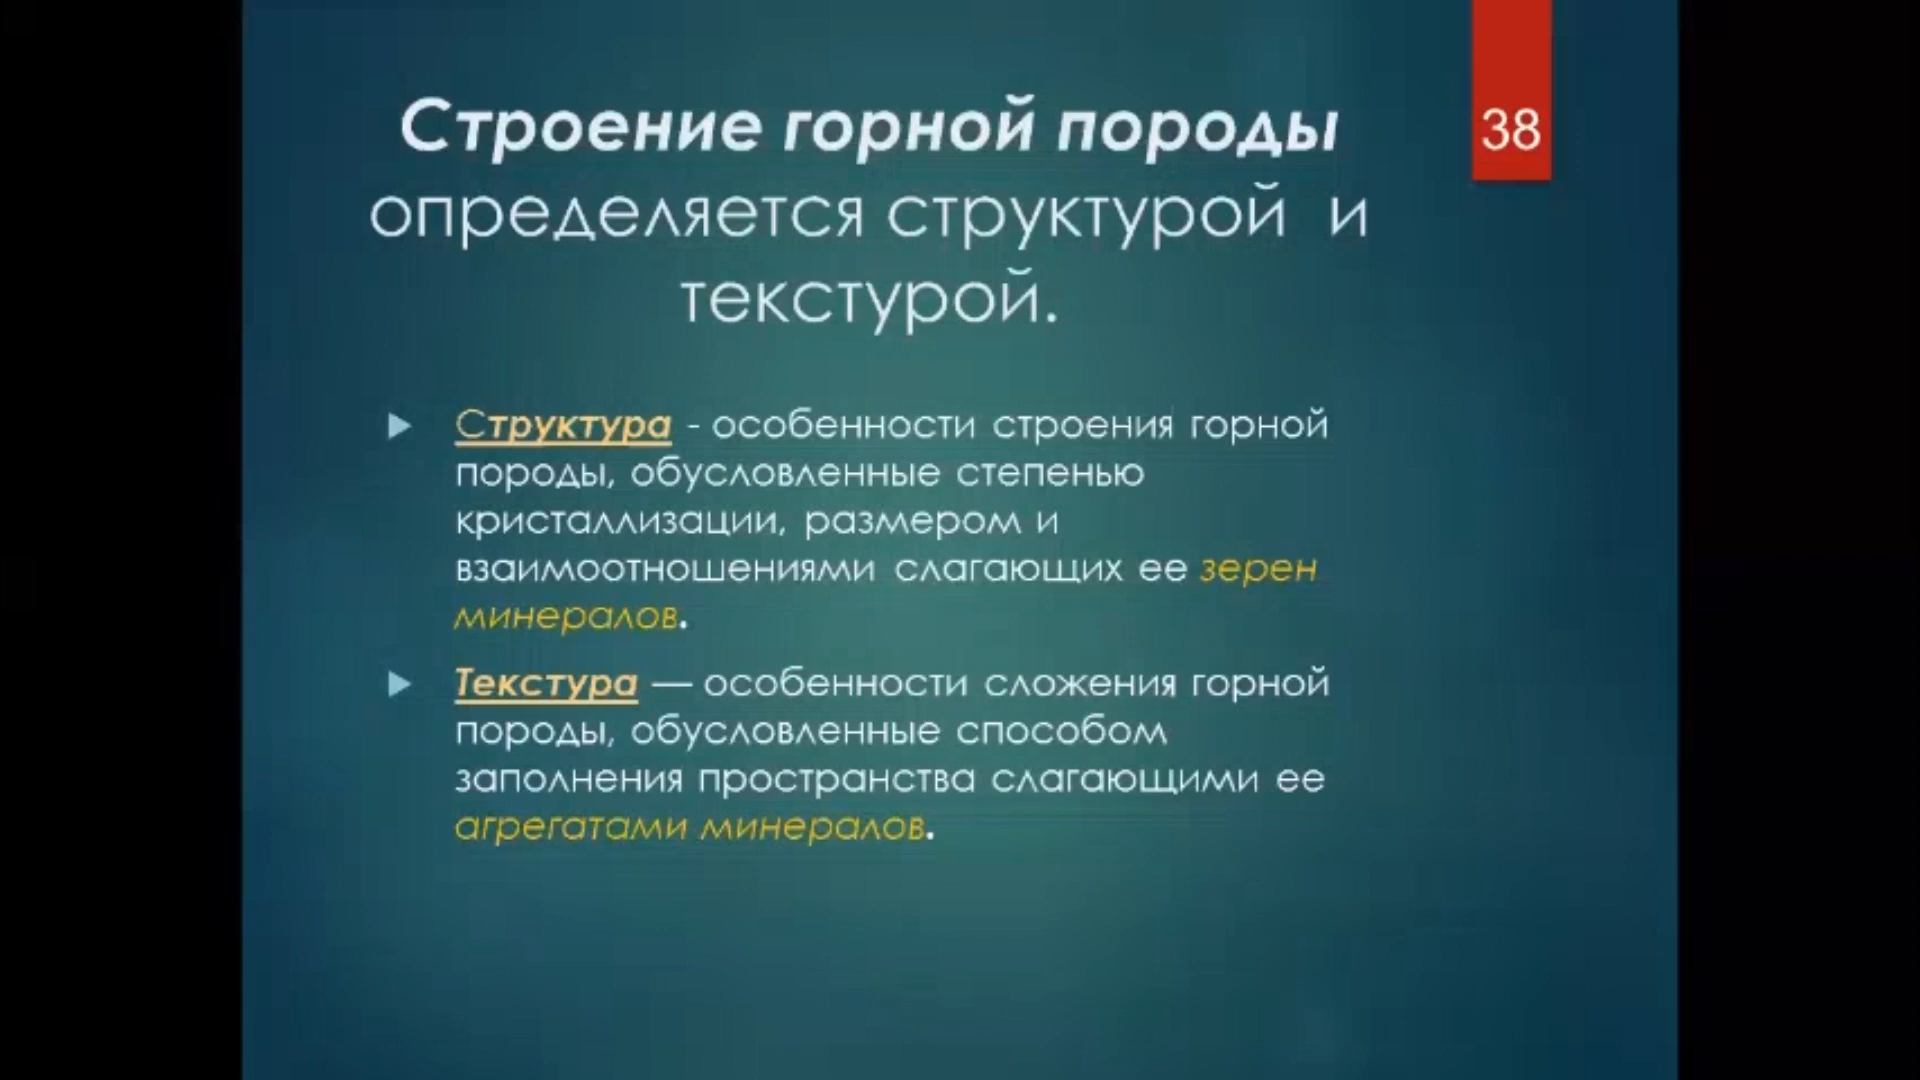 Строение горной породы
38
определяется структурой и
текстурой.
Структура - особенности строения горной
породы, обусловленные степенью
кристаллизации, размером и
взаимоотношениями слагающих ее зерен
минералов.
Текстура — особенности сложения горной
породы, обусловленные способом
заполнения пространства слагающими ее
агрегатами минералов.